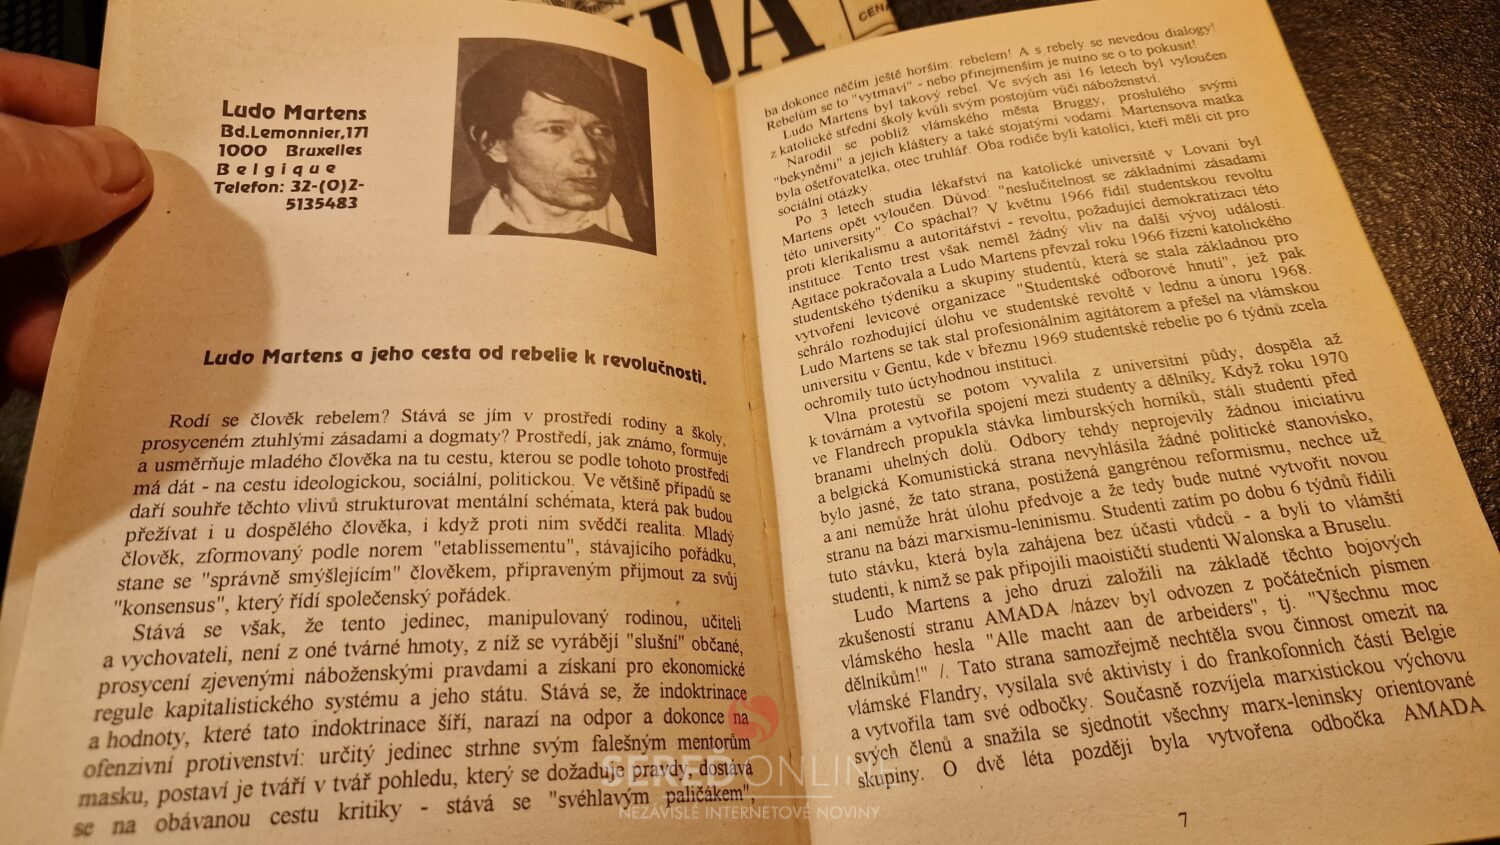 CENA
Ludo Martens
Bd.Lemonnier,171
1000 Bruxelles
Belgique
Telefon: 32-(0)2-
5135483
Ludo Martens a jeho cesta od rebelie k revolučnosti.
Rodí se člověk rebelem? Stává se jím v prostředí rodiny a školy,
prosyceném ztuhlými zásadami a dogmaty? Prostředí, jak známo, formuje
a usměrňuje mladého člověka na tu cestu, kterou se podle tohoto prostředí
má dát - na cestu ideologickou, sociální, politickou. Ve většině případů se
daří souhře těchto vlivů strukturovat mentální schémata, která pak budou
přežívat i u dospělého člověka, i když proti nim svědčí realita. Mladý
člověk, zformovaný podle norem "etablissementu", stávajícího pořádku,
stane se "správně smýšlejícím" člověkem, připraveným přijmout za svůj
"konsensus", který řídí společenský pořádek.
Stává se však, že tento jedinec, manipulovaný rodinou, učiteli
a vychovateli, není z oné tvárné hmoty, z níž se vyrábějí "slušní" občané,
prosycení zjevenými náboženskými pravdami a získaní pro ekonomické
regule kapitalistického systému a jeho státu. Stává se, že indoktrinace
a hodnoty, které tato indoktrinace šíří, narazí na odpor a dokonce na
ofenzivní protivenství: určitý jedinec strhne svým falešným mentorům
masku, postaví je tváří v tvář pohledu, který se dožaduje pravdy, dostává
se na obávanou cestu kritiky - stává se "svéhlavým paličákem",
ba dokonce něčím ještě horším: rebelem! A s rebely se nevedou dialogy!
Rebelům se to "vytmaví" - nebo přinejmenším je nutno se o to pokusit!
Ludo Martens byl takový rebel. Ve svých asi 16 letech byl vyloučen
z katolické střední školy kvůli svým postojům vůči náboženství.
Narodil se poblíž vlámského města Bruggy, proslulého svými
"bekyněmi" a jejich kláštery a také stojatými vodami. Martensova matka
byla ošetřovatelka, otec truhlář. Oba rodiče byli katolíci, kteří měli cit pro
sociální otázky.
Po 3 letech studia lékařství na katolické universitě v Lovani byl
Martens opět vyloučen. Důvod: "neslučitelnost se základními zásadami
této university". Co spáchal? V květnu 1966 řídil studentskou revoltu
proti klerikalismu a autoritářství - revoltu, požadující demokratizaci této
instituce. Tento trest však neměl žádný vliv na další vývoj událostí.
Agitace pokračovala a Ludo Martens převzal roku 1966 řízení katolického
studentského týdeníku a skupiny studentů, která se stala základnou pro
vytvoření levicové organizace "Studentské odborové hnutí", jež pak
sehrálo rozhodující úlohu ve studentské revoltě v lednu a únoru 1968.
Ludo Martens se tak stal profesionálním agitátorem a přešel na vlámskou
universitu v Gentu, kde v březnu 1969 studentské rebelie po 6 týdnů zcela
ochromily tuto úctyhodnou instituci.
Vlna protestů se potom vyvalila z universitní půdy, dospěla až
k továrnám a vytvořila spojení mezi studenty a dělníky. Když roku 1970
ve Flandrech propukla stávka limburských horníků, stáli studenti před
branami uhelných dolů. Odbory tehdy neprojevily žádnou iniciativu
a belgická Komunistická strana nevyhlásila žádné politické stanovisko,
bylo jasné, že tato strana, postižená gangrénou reformismu, nechce už
a ani nemůže hrát úlohu předvoje a že tedy bude nutné vytvořit novou
stranu na bázi marxismu-leninismu. Studenti zatím po dobu 6 týdnů řídili
tuto stávku, která byla zahájena bez účasti vůdců - a byli to vlámští
studenti, k nimž se pak připojili maoističtí studenti Walonska a Bruselu.
Ludo Martens a jeho druzi založili na základě těchto bojových
zkušeností stranu AMADA /název byl odvozen z počátečních písmen
vlámského hesla "Alle macht aan de arbeiders", tj. "Všechnu moc
dělníkům!" /. Tato strana samozřejmě nechtěla svou činnost omezit na
vlámské Flandry, vysílala své aktivisty i do frankofonních částí Belgie
a vytvořila tam své odbočky. Současně rozvíjela marxistickou výchovu
svých členů a snažila se sjednotit všechny marx-leninsky orientované
skupiny. O dvě léta později byla vytvořena odbočka AMADA
7
SEREĎONLINE
NEZÁVISLÉ INTERNETOVÉ NOVINY